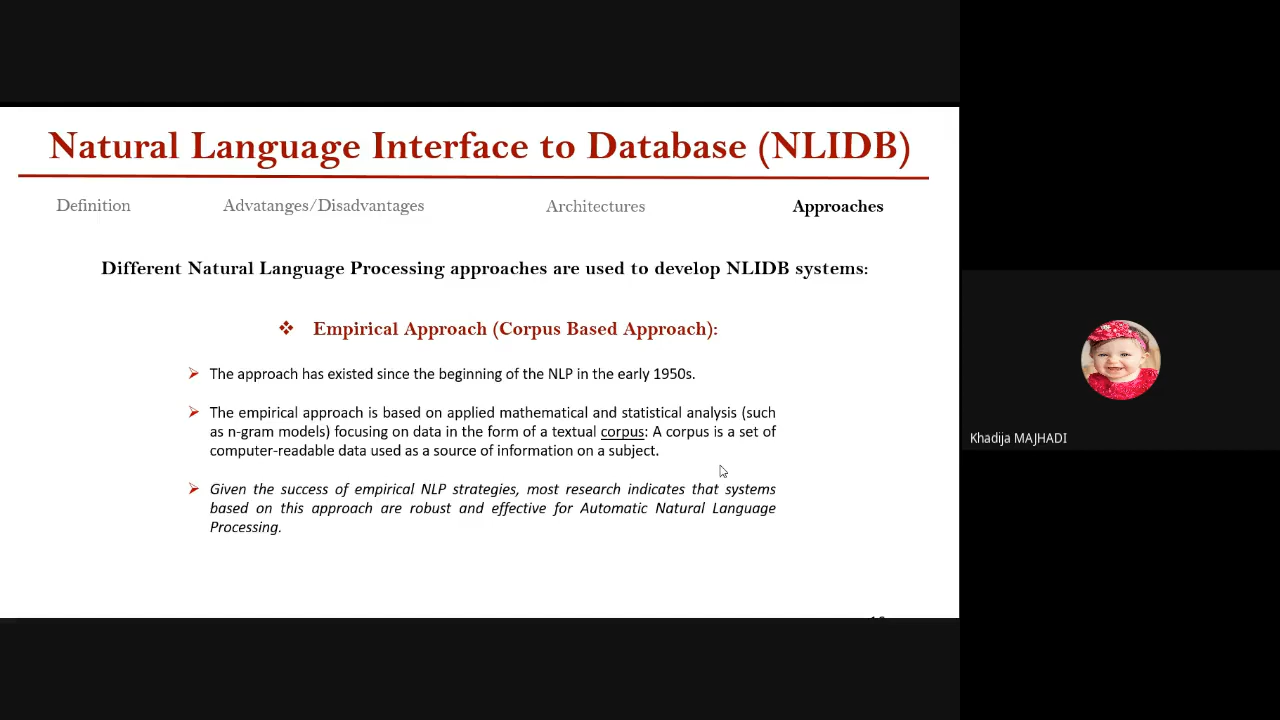 Natural Language Interface to Database (NLIDB)
Definition Advatanges/Disadvantages Architectures Approaches
Different Natural Language Processing approaches are used to develop NLIDB systems:
❖ Empirical Approach (Corpus Based Approach):
➢ The approach has existed since the beginning of the NLP in the early 1950s.
➢ The empirical approach is based on applied mathematical and statistical analysis (such
as n-gram models) focusing on data in the form of a textual corpus: A corpus is a set of
computer-readable data used as a source of information on a subject.
➢ Given the success of empirical NLP strategies, most research indicates that systems
based on this approach are robust and effective for Automatic Natural Language
Processing.
Khadija MAJHADI